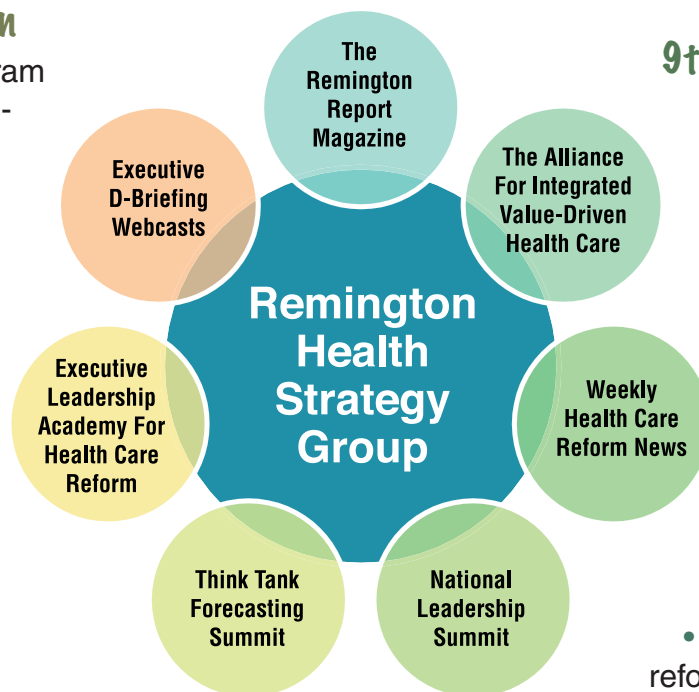 The
Remington
Report
Magazine
The Alliance
For Integrated
Value-Driven
Health Care
Weekly
Health Care
Reform News
National
Leadership
Summit
Think Tank
Forecasting
Summit
Executive
Leadership
Academy For
Health Care
Reform
Executive
D-Briefing
Webcasts
Remington
Health
Strategy
Group